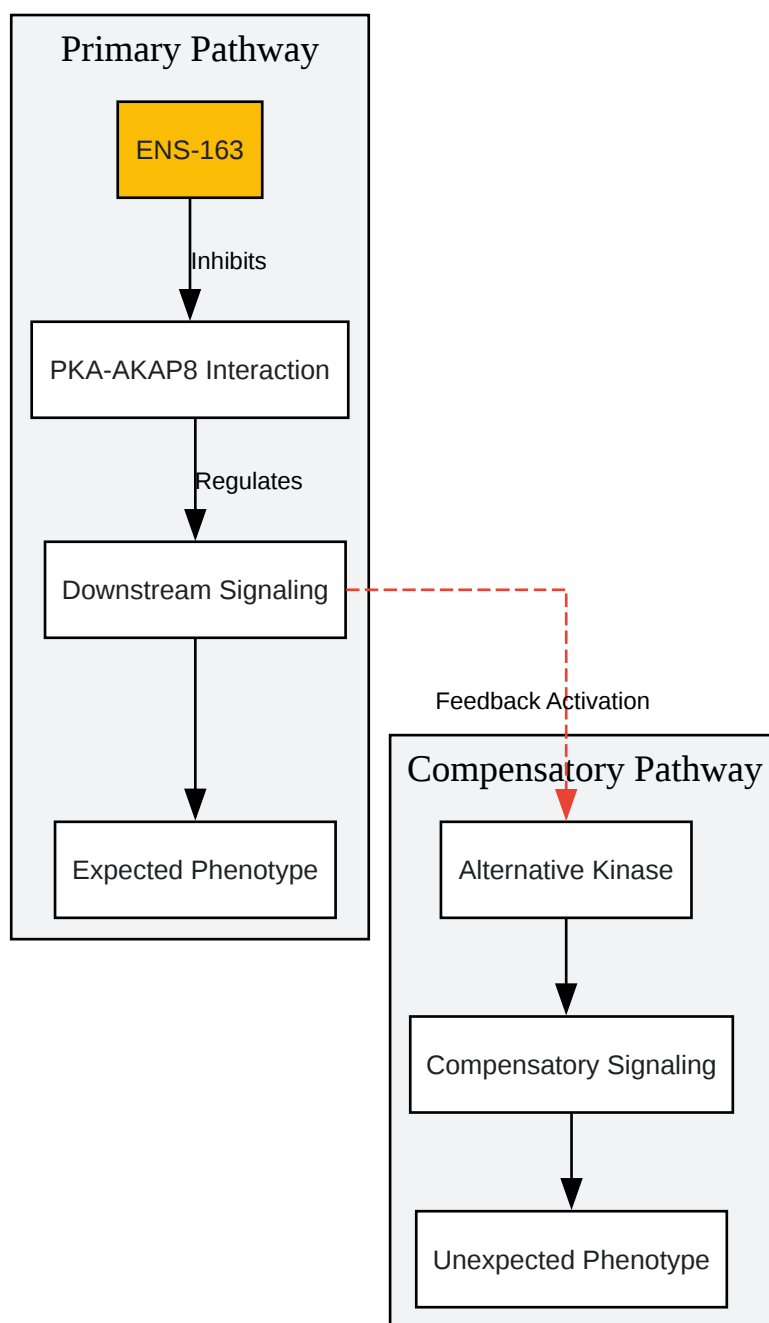 Primary Pathway
ENS-163
Inhibits
PKA-AKAP8 Interaction
Regulates
Downstream Signaling
Feedback Activation
Expected Phenotype
Compensatory Pathway
Alternative Kinase
Compensatory Signaling
Unexpected Phenotype